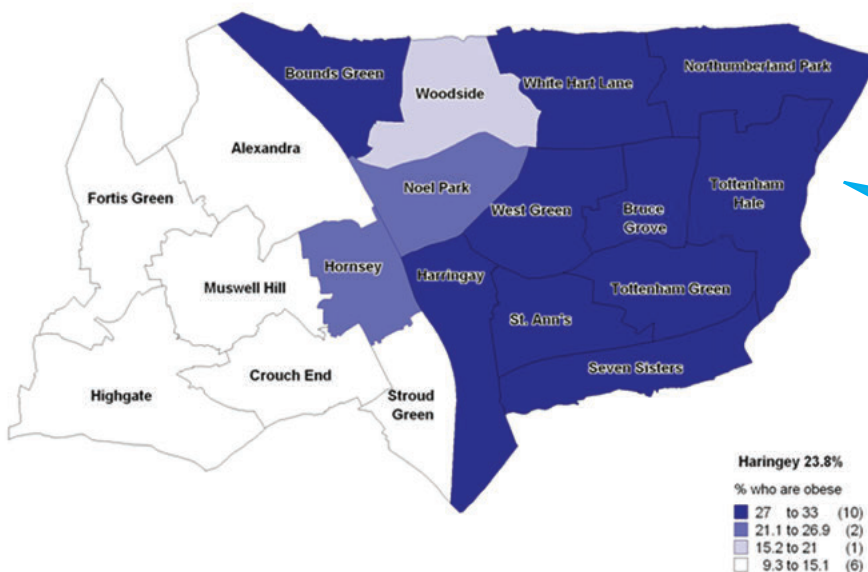 Bounds Green
Woodside
White Hart Lane
Northumberland Park
Alexandra
Fortis Green
Noel Park
West Green
Bruce
Grove
Tottenham
Hale
Muswell Hill
Hornsey
Harringay
Tottenham Green
St. Ann's
Seven Sisters
Highgate
Crouch End
Stroud
Green
Haringey 23.8%
% who are obese
27 to 33 (10)
21.1 to 26.9 (2)
15.2 to 21 (1)
9.3 to 15.1 (6)